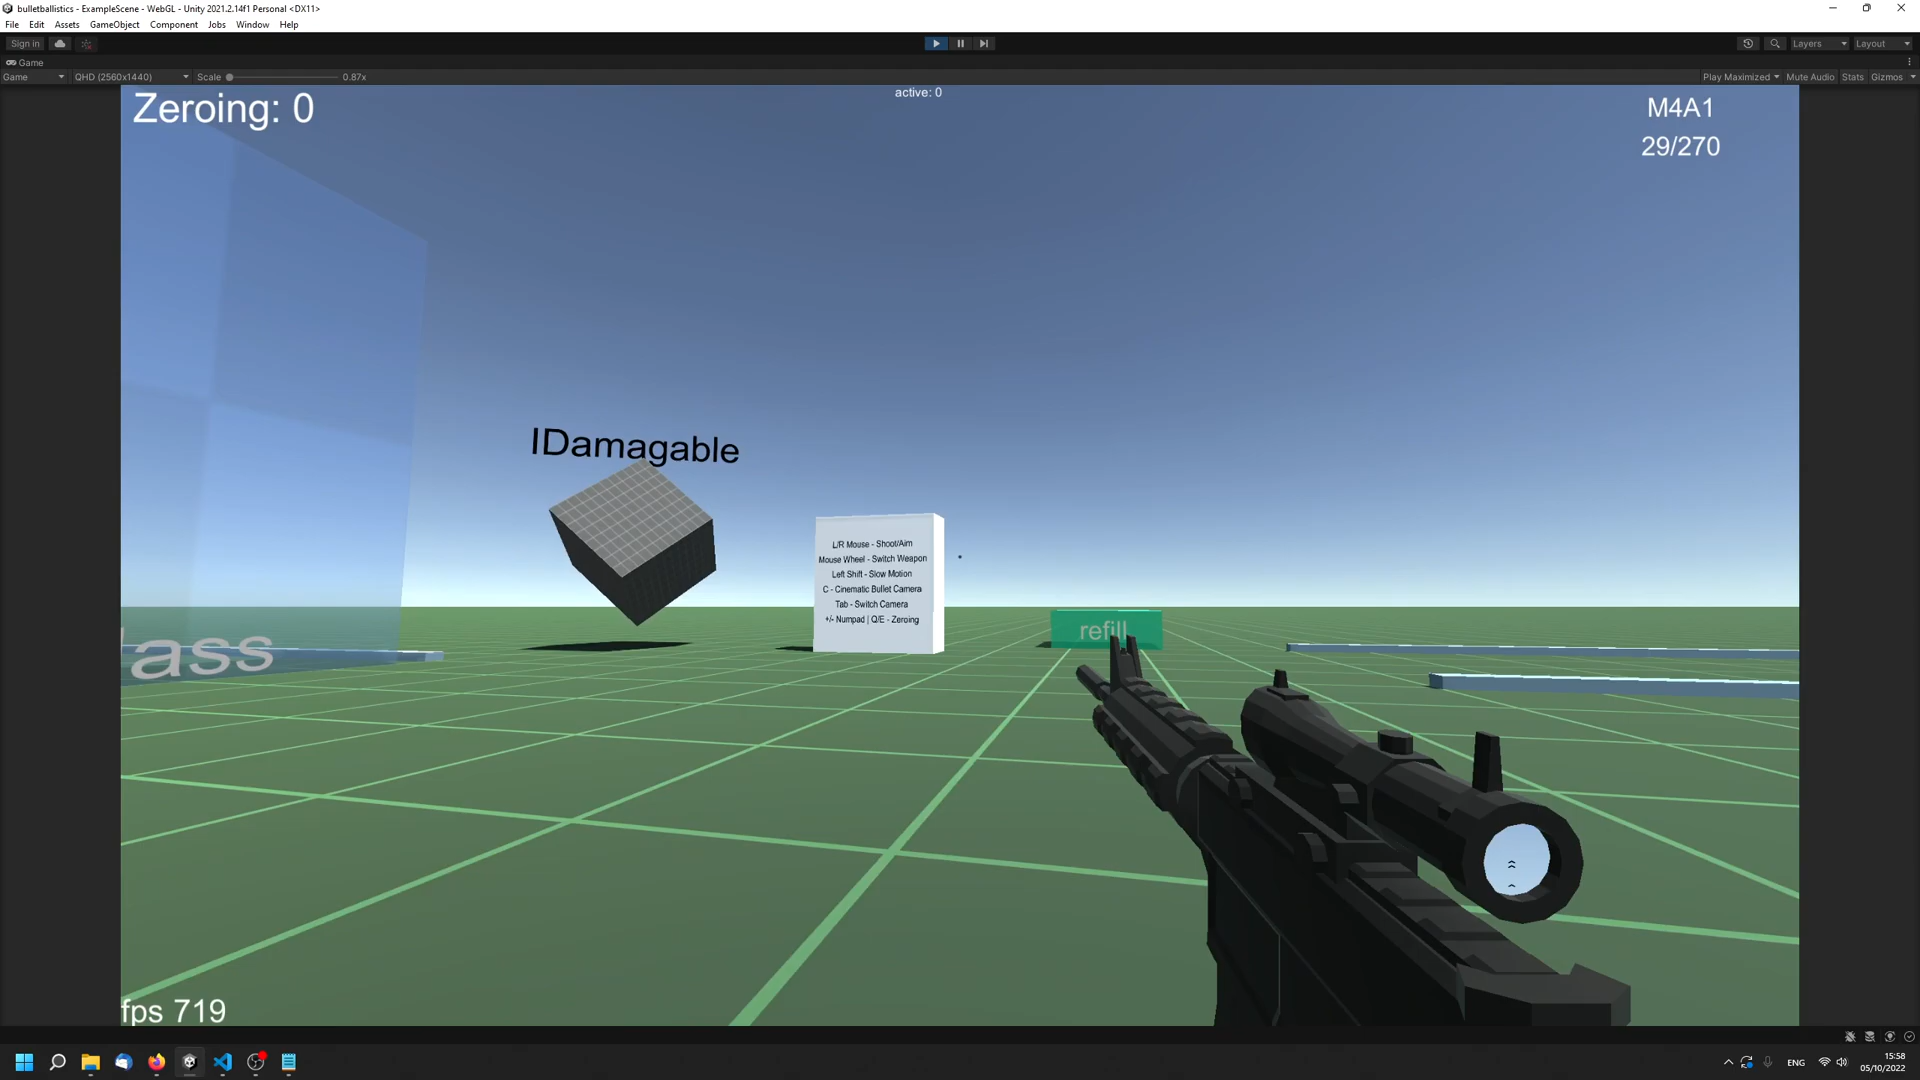 bulletballistics - ExampleScene - WebGL - Unity 2021.2.14f1 Personal <DX11>
File Edit Assets GameObject Component Jobs Window Help
Sign in Layers Layout
Game
Game QHD (2560x1440) Scale 0.87x Play Maximized Mute Audio Stats Gizmos
Zeroing: 0
active: 0
M4A1
29/270
IDamagable
L/R Mouse - Shoot/Aim
Mouse Wheel - Switch Weapon
Left Shift - Slow Motion
C - Cinematic Bullet Camera
Tab - Switch Camera
+/- Numpad | Q/E - Zeroing
refill
lass
fps 719
ENG
15:58
05/10/2022